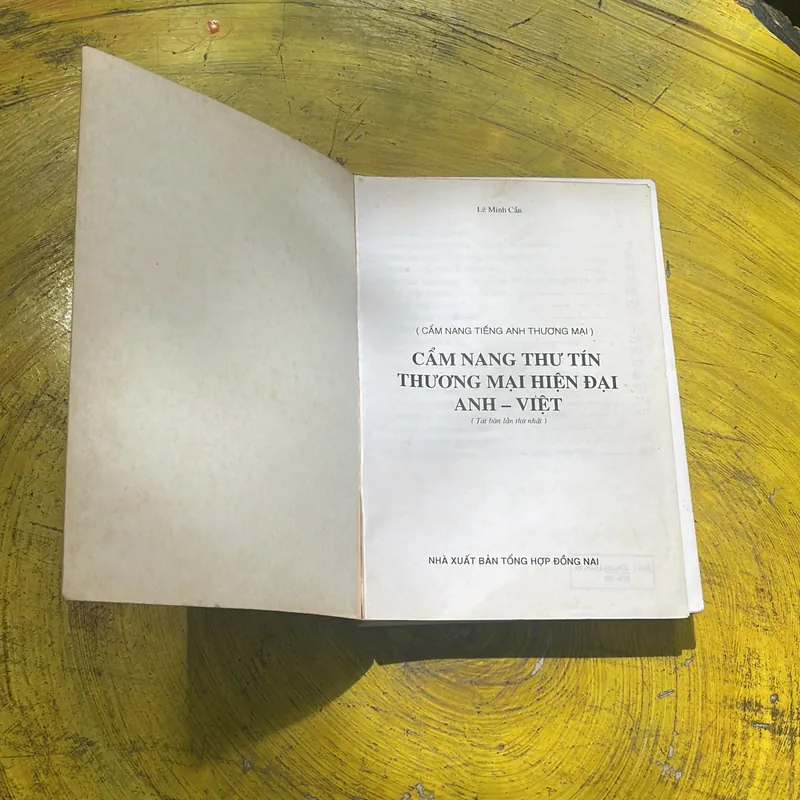 Lê Minh Cẩn
( CẨM NANG TIẾNG ANH THƯƠNG MẠI )
CẨM NANG THƯ TÍN
THƯƠNG MẠI HIỆN ĐẠI
ANH – VIỆT
( Tái bản lần thứ nhất )
NHÀ XUẤT BẢN TỔNG HỢP ĐỒNG NAI